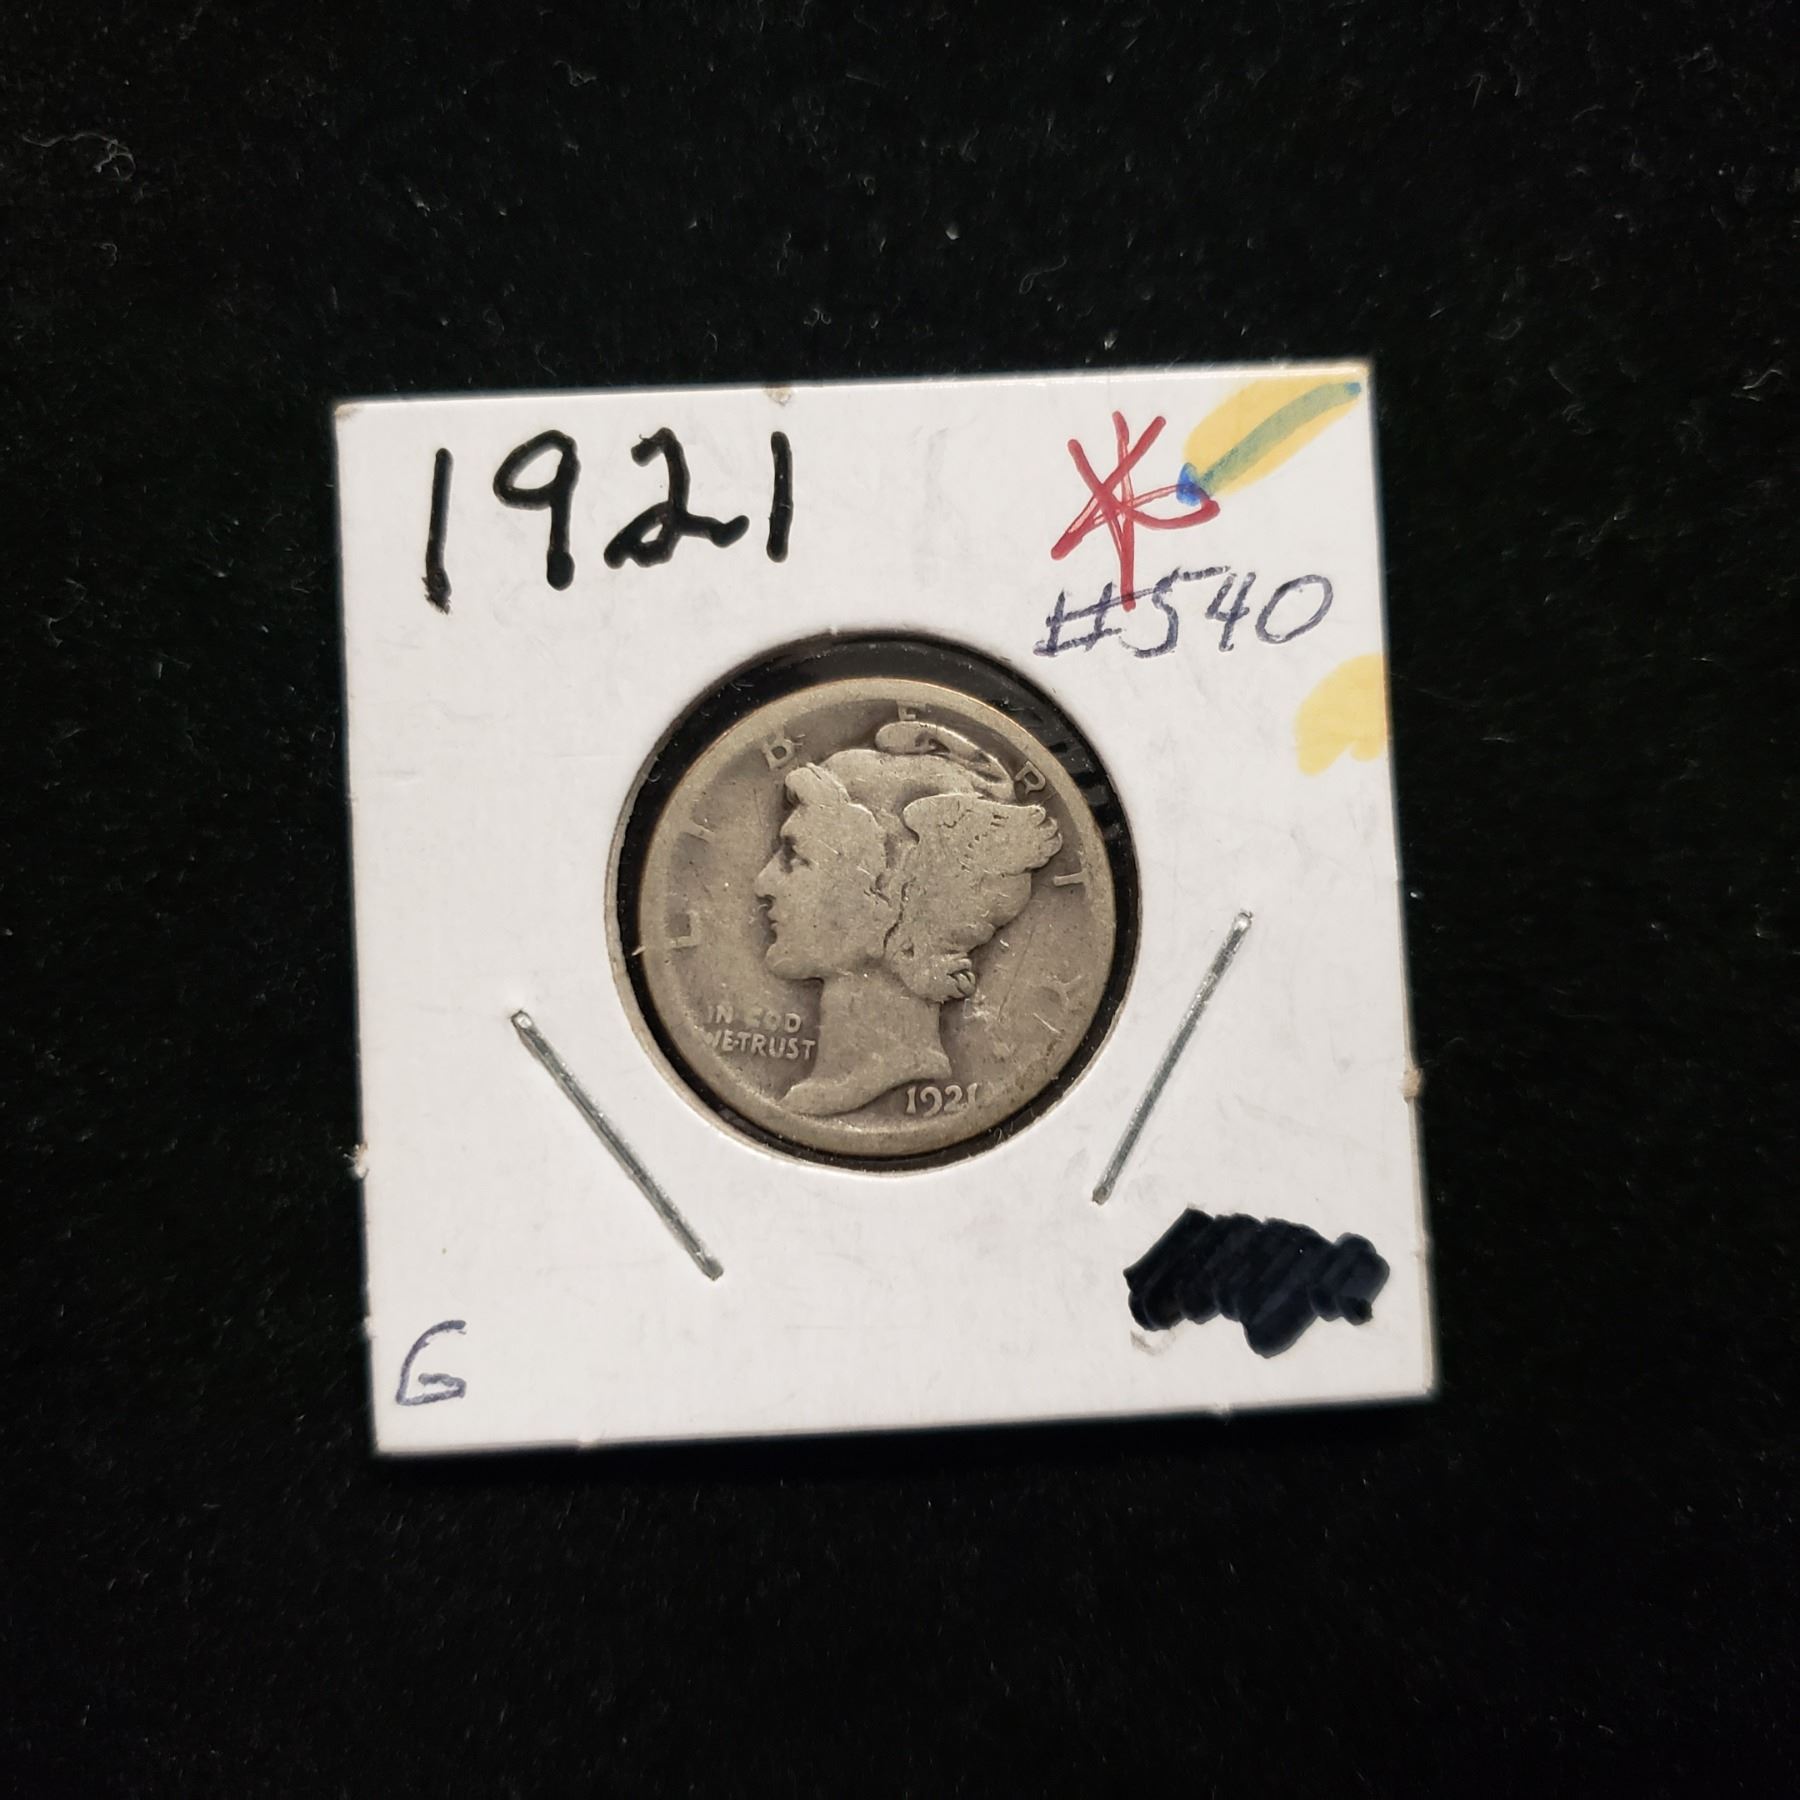 1921
#540
LIBERTY
IN GOD
WE TRUST
1921
G